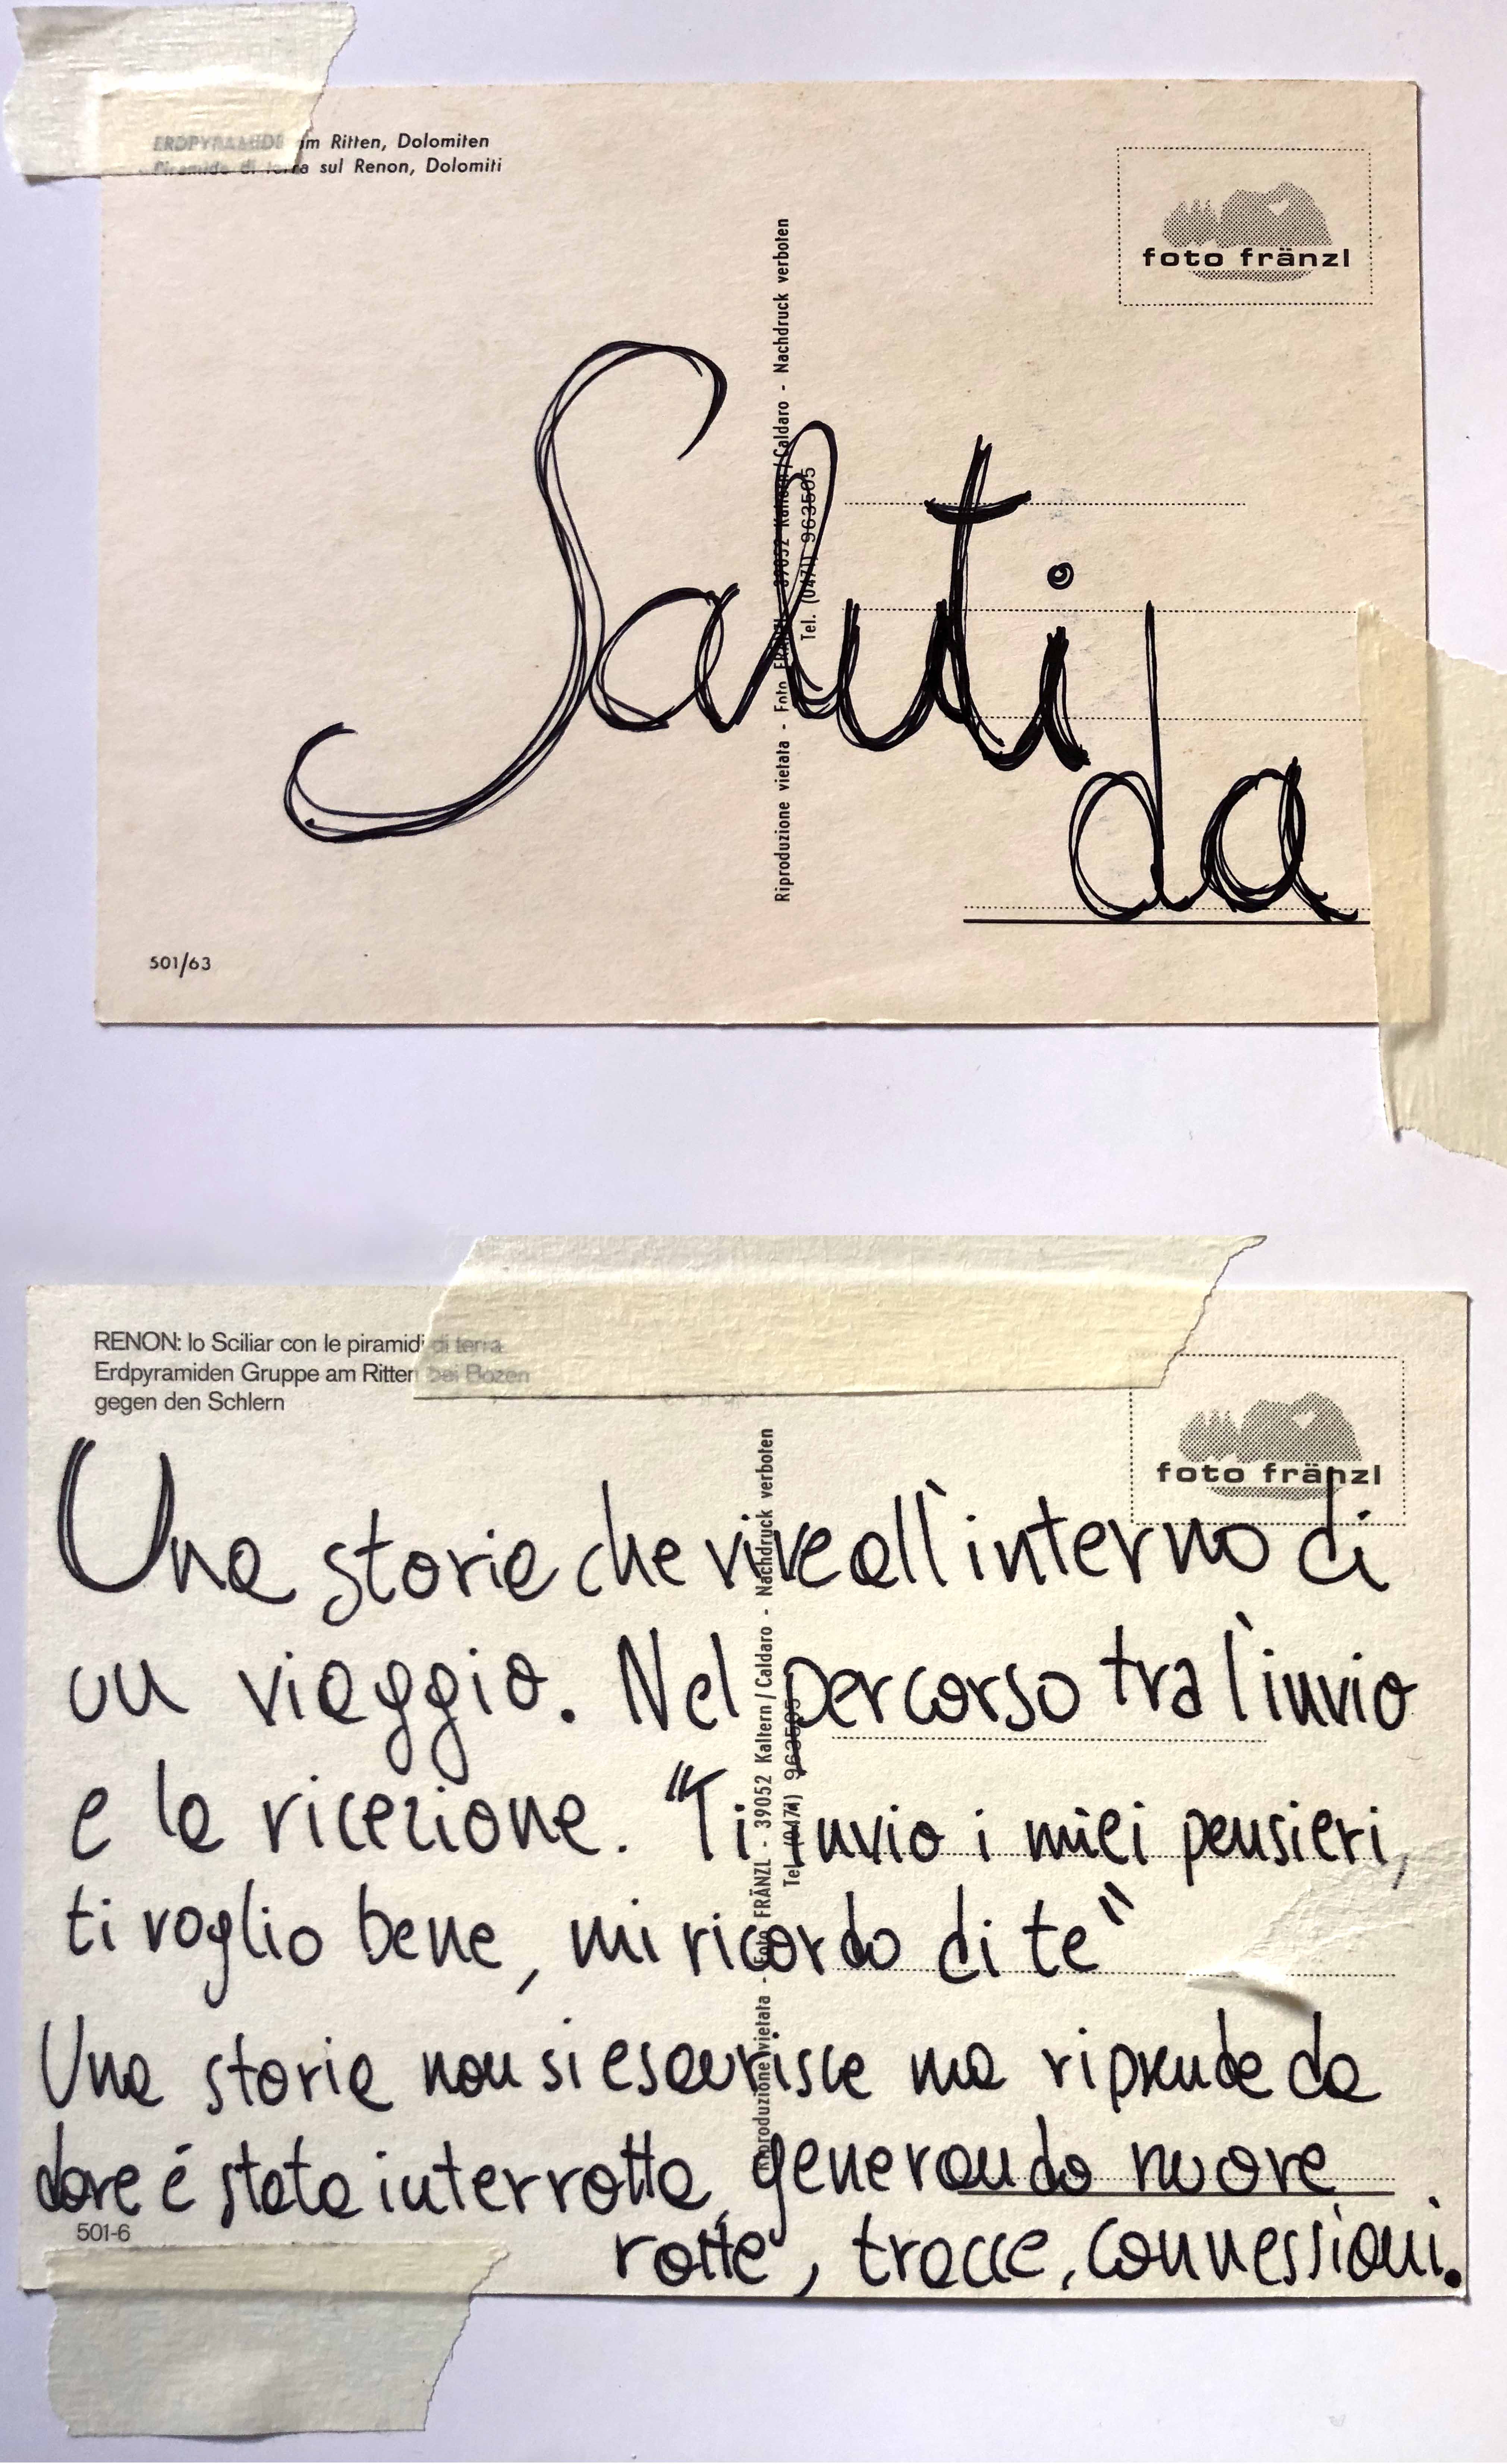 ERDPYRAMIDE am Ritten, Dolomiten
Piramide di terra sul Renon, Dolomiti
foto fränzl
Riproduzione vietata - Foto FRÄNZL - 39052 Kaltern/Caldaro - Nachdruck verboten
Tel. (0471) 963505
Saluti
da
501/63
RENON: lo Sciliar con le piramidi di terra
Erdpyramiden Gruppe am Ritten bei Bozen
gegen den Schlern
foto fränzl
Riproduzione vietata - Foto FRÄNZL - 39052 Kaltern/Caldaro - Nachdruck verboten
Tel. (0471) 963505
Una storia che vive all'interno di
un viaggio. Nel percorso tra l'invio
e la ricezione. "Ti invio i miei pensieri,
ti voglio bene, mi ricordo di te"
Una storia non si esaurisce ma riprende da
dove é stata interrotta, generando nuove
rotte, tracce, connessioni.
501-6